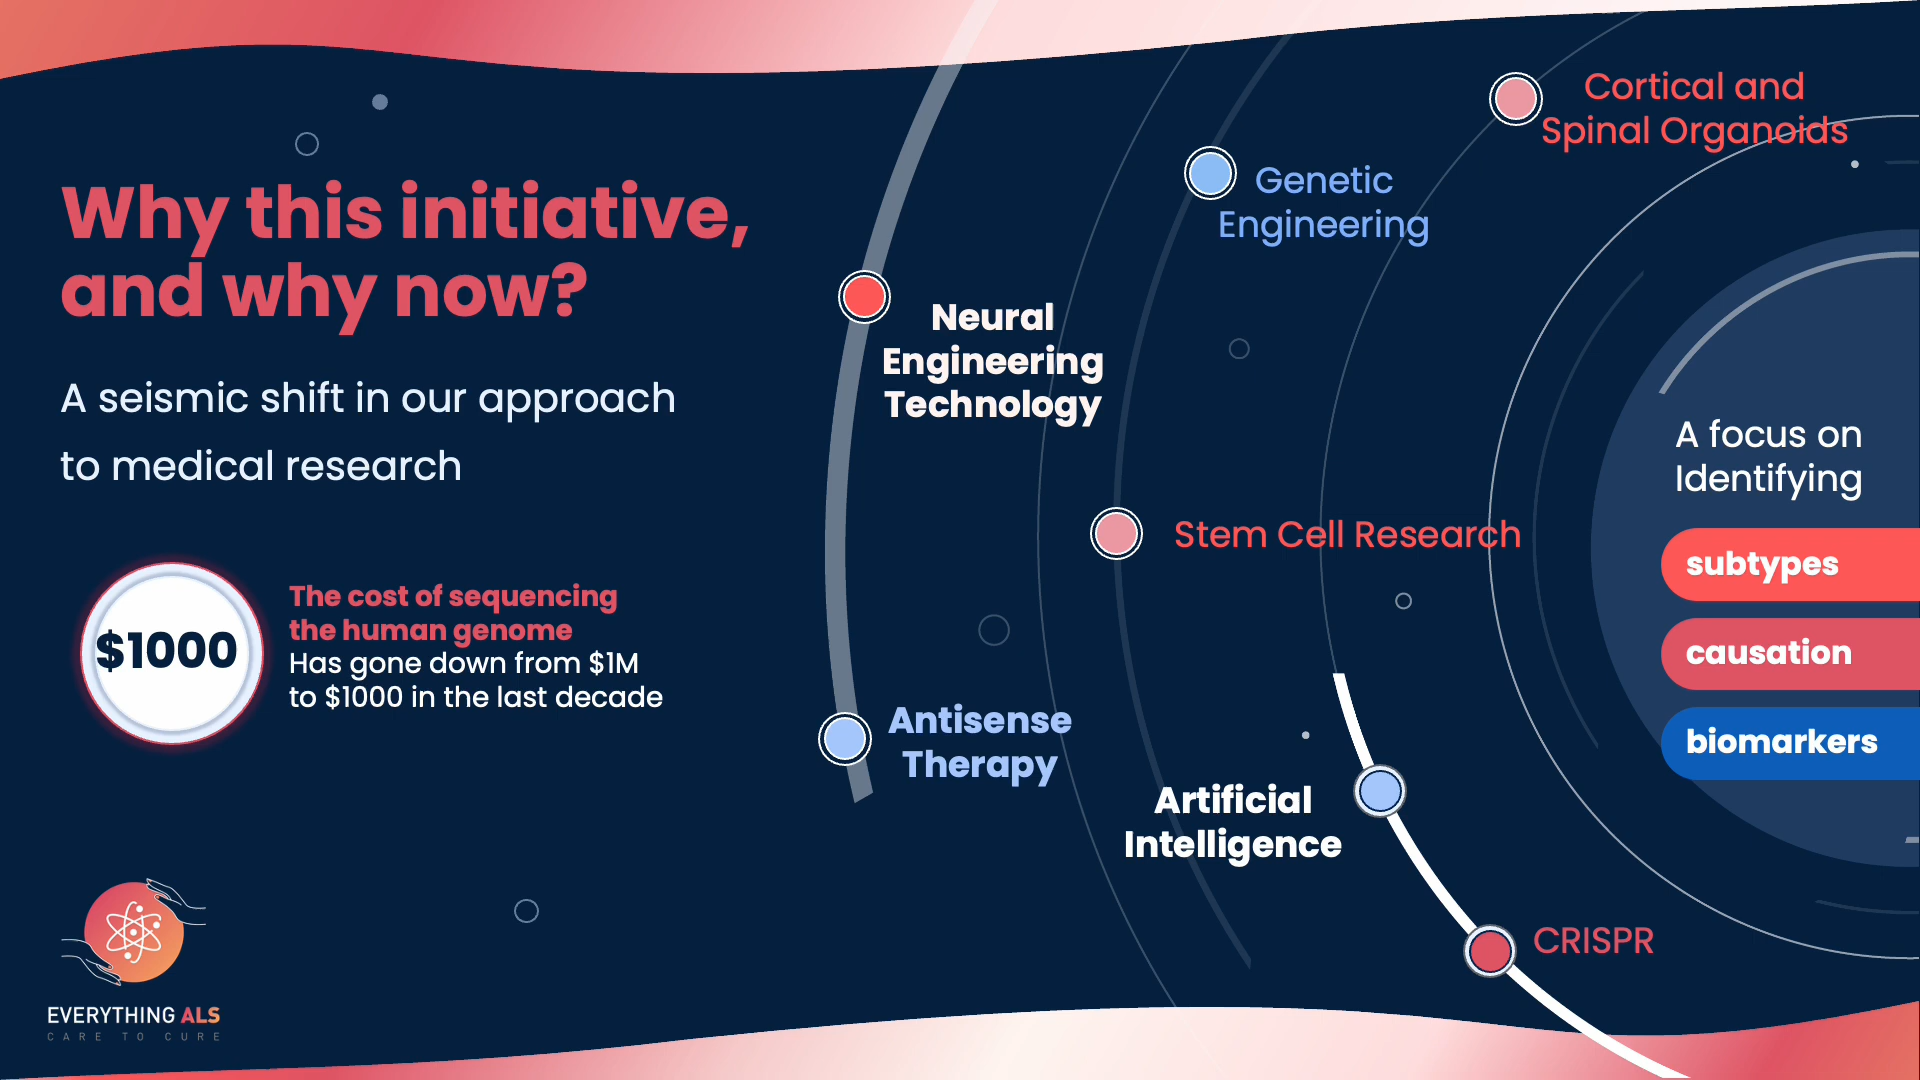 Why this initiative,
and why now?
A seismic shift in our approach
to medical research
$1000
The cost of sequencing
the human genome
Has gone down from $1M
to $1000 in the last decade
EVERYTHING ALS
CARE TO CURE
Neural
Engineering
Technology
Antisense
Therapy
Genetic
Engineering
Stem Cell Research
Artificial
Intelligence
Cortical and
Spinal Organoids
CRISPR
A focus on
Identifying
subtypes
causation
biomarkers